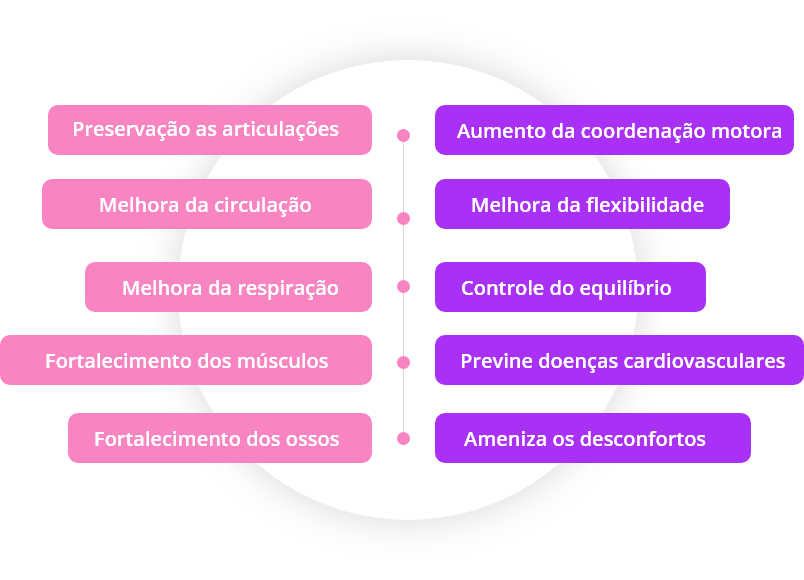 Preservação as articulações
Aumento da coordenação motora
Melhora da circulação
Melhora da flexibilidade
Melhora da respiração
Controle do equilíbrio
Fortalecimento dos músculos
Previne doenças cardiovasculares
Fortalecimento dos ossos
Ameniza os desconfortos